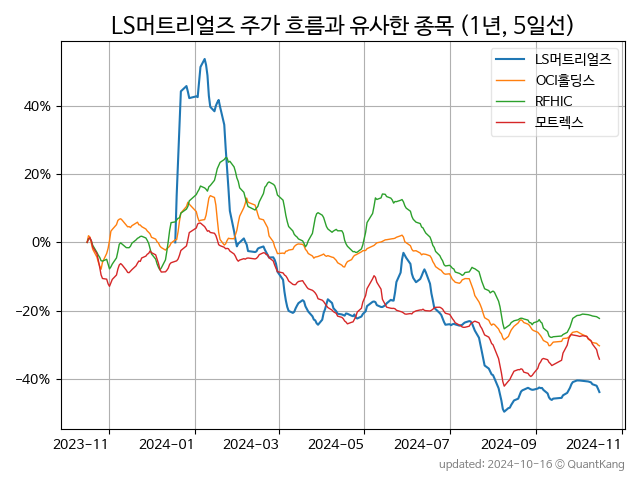 LS머트리얼즈 주가 흐름과 유사한 종목 (1년, 5일선)
LS머트리얼즈
OCI홀딩스
RFHIC
모트렉스
40%
20%
0%
−20%
−40%
2023-11 2024-01 2024-03 2024-05 2024-07 2024-09 2024-11
updated: 2024-10-16 © QuantKang